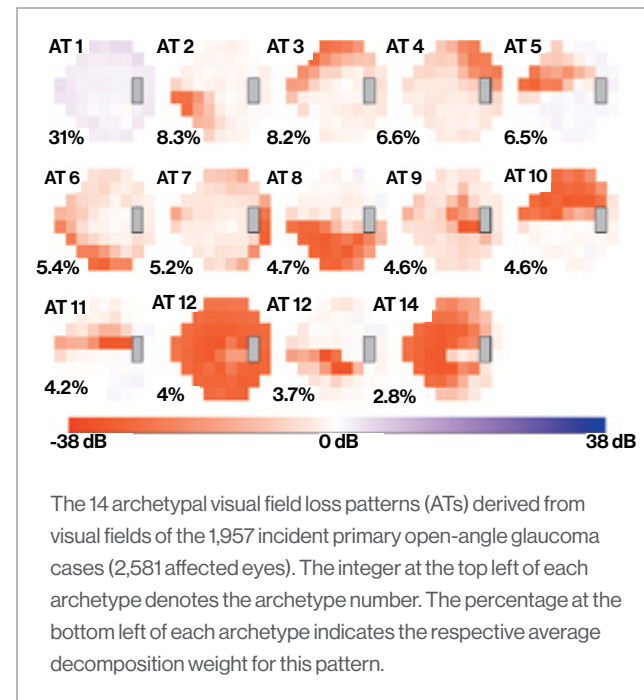 AT 1 AT 2 AT 3 AT 4 AT 5
31% 8.3% 8.2% 6.6% 6.5%
AT 6 AT 7 AT 8 AT 9 AT 10
5.4% 5.2% 4.7% 4.6% 4.6%
AT 11 AT 12 AT 12 AT 14
4.2% 4% 3.7% 2.8%
-38 dB 0 dB 38 dB
The 14 archetypal visual field loss patterns (ATs) derived from
visual fields of the 1,957 incident primary open-angle glaucoma
cases (2,581 affected eyes). The integer at the top left of each
archetype denotes the archetype number. The percentage at the
bottom left of each archetype indicates the respective average
decomposition weight for this pattern.